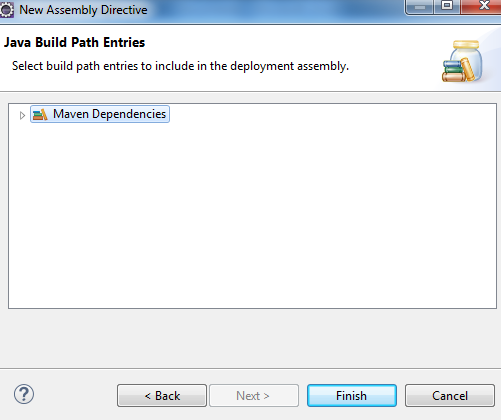 New Assembly Directive
Java Build Path Entries
Select build path entries to include in the deployment assembly.
Maven Dependencies
?
< Back
Next >
Finish
Cancel